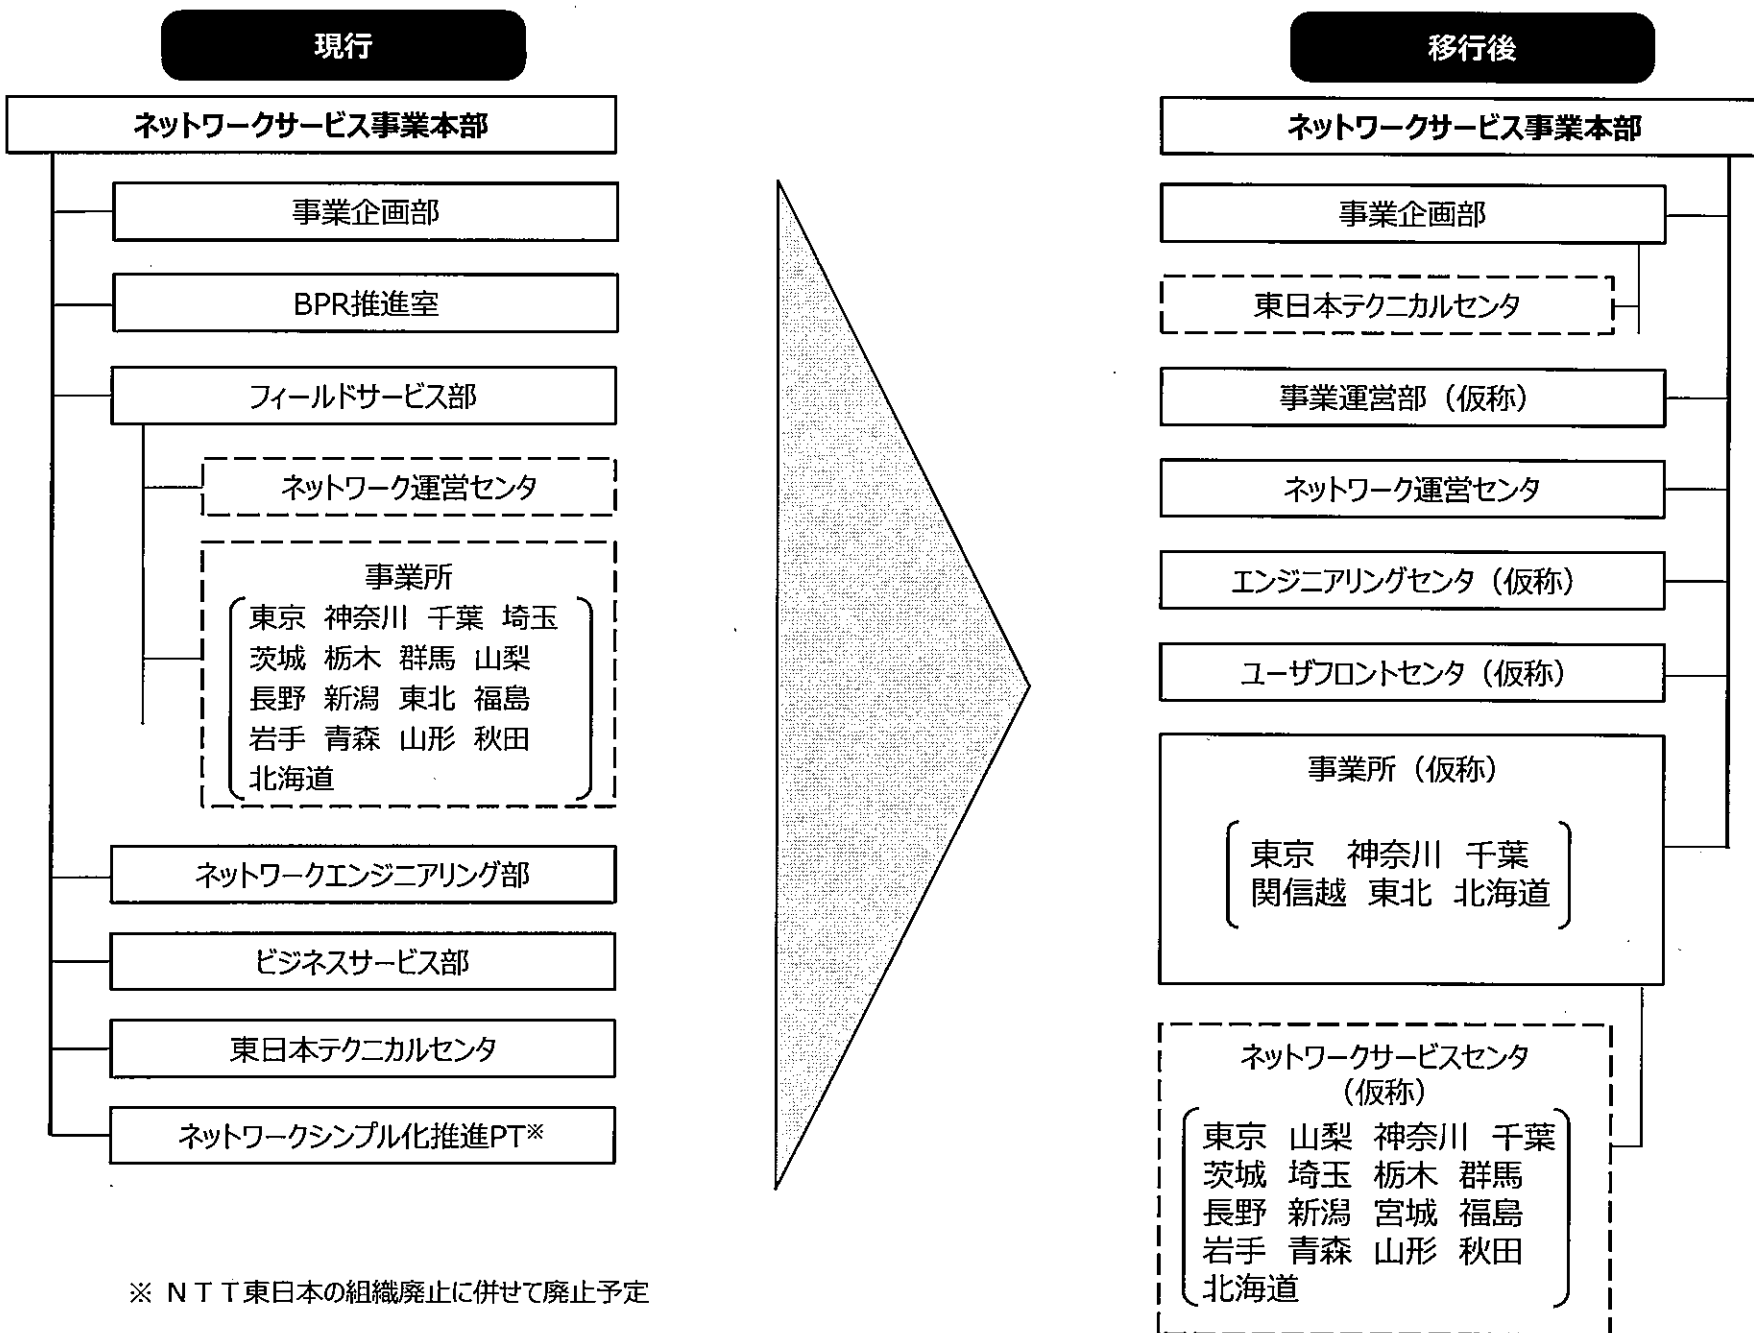 現行
ネットワークサービス事業本部
事業企画部
BPR推進室
フィールドサービス部
ネットワーク運営センタ
事業所
東京 神奈川 千葉 埼玉
茨城 栃木 群馬 山梨
長野 新潟 東北 福島
岩手 青森 山形 秋田
北海道
ネットワークエンジニアリング部
ビジネスサービス部
東日本テクニカルセンタ
ネットワークシンプル化推進PT※
※ NTT東日本の組織廃止に併せて廃止予定
移行後
ネットワークサービス事業本部
事業企画部
東日本テクニカルセンタ
事業運営部（仮称）
ネットワーク運営センタ
エンジニアリングセンタ（仮称）
ユーザフロントセンタ（仮称）
事業所（仮称）
東京 神奈川 千葉
関信越 東北 北海道
ネットワークサービスセンタ
（仮称）
東京 山梨 神奈川 千葉
茨城 埼玉 栃木 群馬
長野 新潟 宮城 福島
岩手 青森 山形 秋田
北海道